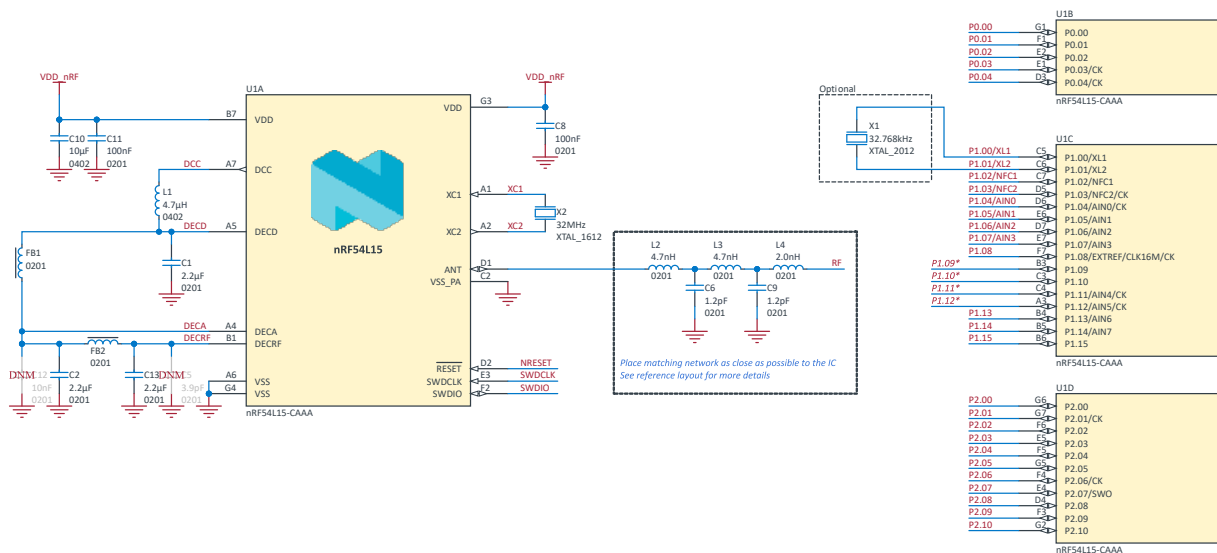 VDD_nRF
C10
10µF
0402
C11
100nF
0201
DCC
L1
4.7µH
0402
DECD
FB1
0201
C1
2.2µF
0201
DECA
DECRF
FB2
0201
DNM
10nF
0201
C2
2.2µF
0201
C13
2.2µF
0201
DNM
3.9pF
0201
U1A
B7 VDD
A7 DCC
A5 DECD
A4 DECA
B1 DECRF
A6 VSS
G4 VSS
nRF54L15
VDD G3
XC1 A1 XC1
XC2 A2 XC2
ANT D1
VSS_PA C2
RESET D2 NRESET
SWDCLK E3 SWDCLK
SWDIO F2 SWDIO
nRF54L15-CAAA
VDD_nRF
C8
100nF
0201
X2
32MHz
XTAL_1612
L2
4.7nH
0201
L3
4.7nH
0201
L4
2.0nH
0201
RF
C6
1.2pF
0201
C9
1.2pF
0201
Place matching network as close as possible to the IC
See reference layout for more details
Optional
X1
32.768kHz
XTAL_2012
U1B
P0.00 G1 P0.00
P0.01 F1 P0.01
P0.02 E2 P0.02
P0.03 E1 P0.03/CK
P0.04 D3 P0.04/CK
nRF54L15-CAAA
U1C
P1.00/XL1 C5 P1.00/XL1
P1.01/XL2 C6 P1.01/XL2
P1.02/NFC1 C7 P1.02/NFC1
P1.03/NFC2 D5 P1.03/NFC2/CK
P1.04/AIN0 D6 P1.04/AIN0/CK
P1.05/AIN1 E6 P1.05/AIN1
P1.06/AIN2 D7 P1.06/AIN2
P1.07/AIN3 E7 P1.07/AIN3
P1.08 F7 P1.08/EXTREF/CLK16M/CK
P1.09* B3 P1.09
P1.10* C3 P1.10
P1.11* C4 P1.11/AIN4/CK
P1.12* A3 P1.12/AIN5/CK
P1.13 B4 P1.13/AIN6
P1.14 B5 P1.14/AIN7
P1.15 B6 P1.15
nRF54L15-CAAA
U1D
P2.00 G6 P2.00
P2.01 G7 P2.01/CK
P2.02 F6 P2.02
P2.03 E5 P2.03
P2.04 F5 P2.04
P2.05 G5 P2.05
P2.06 F4 P2.06/CK
P2.07 E4 P2.07/SWO
P2.08 D4 P2.08
P2.09 F3 P2.09
P2.10 G2 P2.10
nRF54L15-CAAA